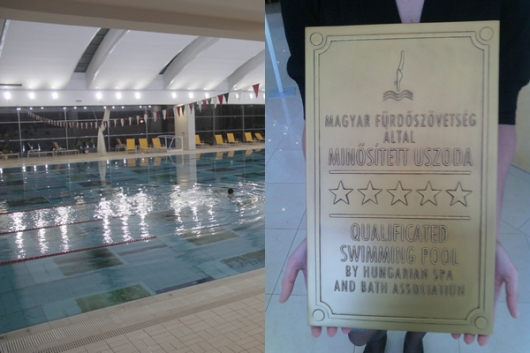 MAGYAR FÜRDŐSZÖVETSÉG
ÁLTAL
MINŐSÍTETT USZODA
QUALIFICATED
SWIMMING POOL
BY HUNGARIAN SPA
AND BATH ASSOCIATION